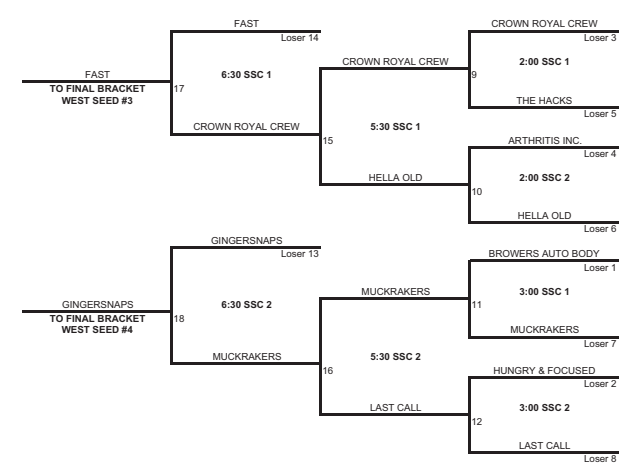 FAST
CROWN ROYAL CREW
Loser 14
Loser 3
6:30 SSC 1
CROWN ROYAL CREW
2:00 SSC 1
FAST
9
TO FINAL BRACKET
17
WEST SEED #3
THE HACKS
Loser 5
CROWN ROYAL CREW
5:30 SSC 1
15
ARTHRITIS INC.
Loser 4
HELLA OLD
2:00 SSC 2
10
HELLA OLD
Loser 6
GINGERSNAPS
Loser 13
BROWERS AUTO BODY
Loser 1
MUCKRAKERS
3:00 SSC 1
GINGERSNAPS
6:30 SSC 2
11
TO FINAL BRACKET
18
WEST SEED #4
MUCKRAKERS
Loser 7
MUCKRAKERS
5:30 SSC 2
16
HUNGRY & FOCUSED
Loser 2
LAST CALL
3:00 SSC 2
12
LAST CALL
Loser 8